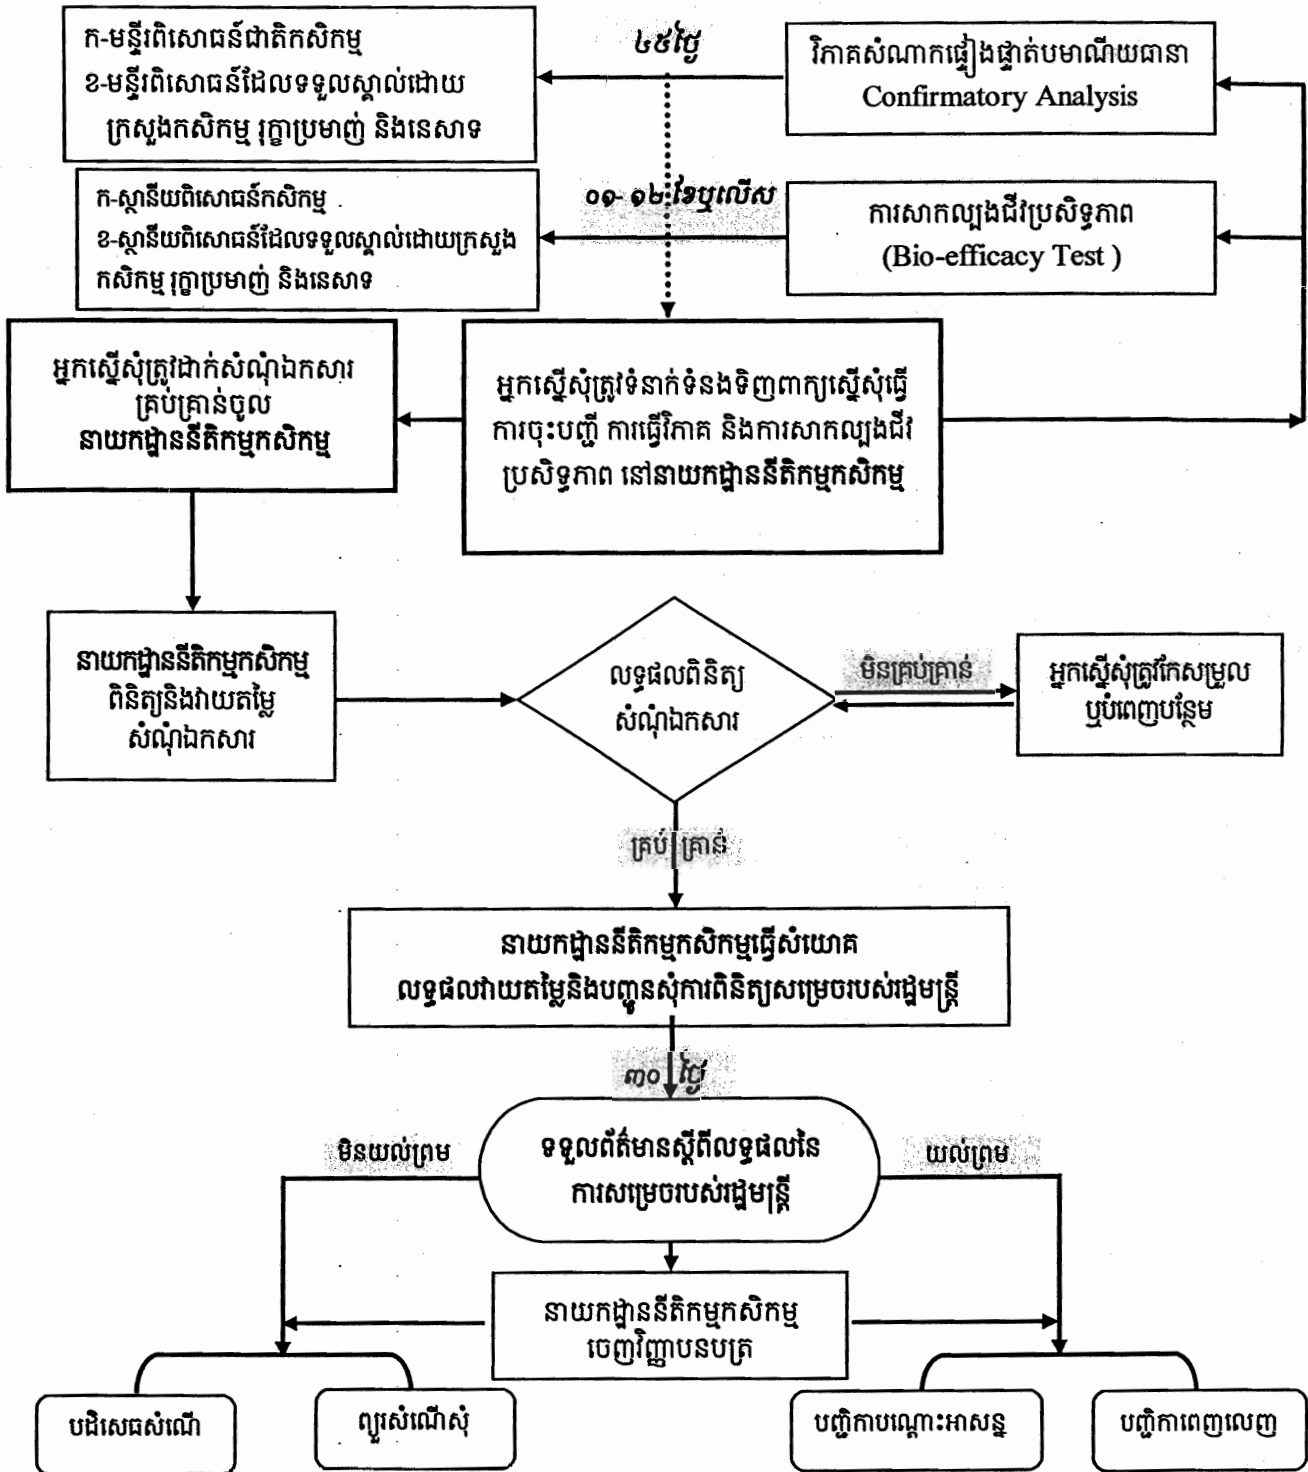 ក-មន្ទីរពិសោធន៍ជាតិកសិកម្ម
ខ-មន្ទីរពិសោធន៍ដែលទទួលស្គាល់ដោយ
ក្រសួងកសិកម្ម រុក្ខាប្រមាញ់ និងនេសាទ
៤៥ថ្ងៃ
វិភាគសំណាកផ្ទៀងផ្ទាត់បមាណីយធានា
Confirmatory Analysis
ក-ស្ថានីយពិសោធន៍កសិកម្ម
ខ-ស្ថានីយពិសោធន៍ដែលទទួលស្គាល់ដោយក្រសួង
កសិកម្ម រុក្ខាប្រមាញ់ និងនេសាទ
០១-១២ ខែឬលើស
ការសាកល្បងជីវប្រសិទ្ធភាព
(Bio-efficacy Test )
អ្នកស្នើសុំត្រូវដាក់សំណុំឯកសារ
គ្រប់គ្រាន់ចូល
នាយកដ្ឋាននីតិកម្មកសិកម្ម
អ្នកស្នើសុំត្រូវទំនាក់ទំនងទិញពាក្យស្នើសុំធ្វើ
ការចុះបញ្ជី ការធ្វើវិភាគ និងការសាកល្បងជីវ
ប្រសិទ្ធភាព នៅនាយកដ្ឋាននីតិកម្មកសិកម្ម
នាយកដ្ឋាននីតិកម្មកសិកម្ម
ពិនិត្យនិងវាយតម្លៃ
សំណុំឯកសារ
លទ្ធផលពិនិត្យ
សំណុំឯកសារ
មិនគ្រប់គ្រាន់
អ្នកស្នើសុំត្រូវកែសម្រួល
ឬបំពេញបន្ថែម
គ្រប់ គ្រាន់
នាយកដ្ឋាននីតិកម្មកសិកម្មធ្វើសំយោគ
លទ្ធផលវាយតម្លៃនិងបញ្ជូនសុំការពិនិត្យសម្រេចរបស់រដ្ឋមន្ត្រី
៣០ ថ្ងៃ
ទទួលព័ត៌មានស្តីពីលទ្ធផលនៃ
ការសម្រេចរបស់រដ្ឋមន្ត្រី
មិនយល់ព្រម
យល់ព្រម
នាយកដ្ឋាននីតិកម្មកសិកម្ម
ចេញវិញ្ញាបនបត្រ
បដិសេធសំណើ
ព្យួរសំណើសុំ
បញ្ជិកាបណ្តោះអាសន្ន
បញ្ជិកាពេញលេញ